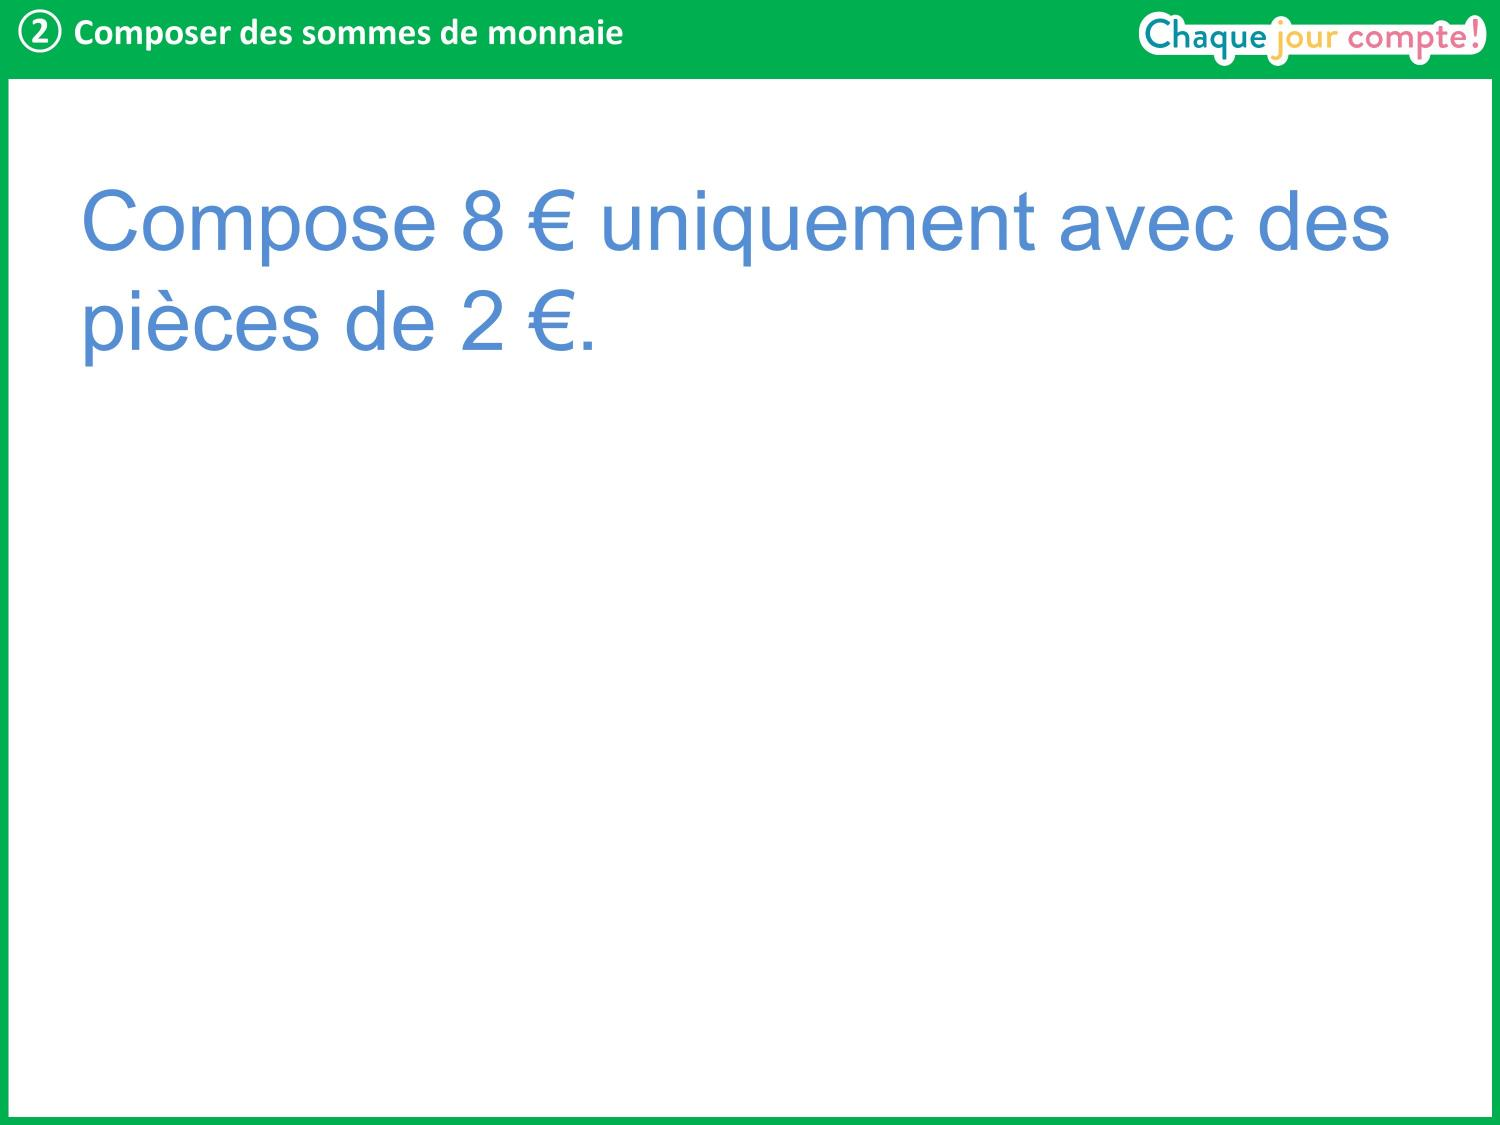 ② Composer des sommes de monnaie
Chaque jour compte!
Compose 8 € uniquement avec des
pièces de 2 €.